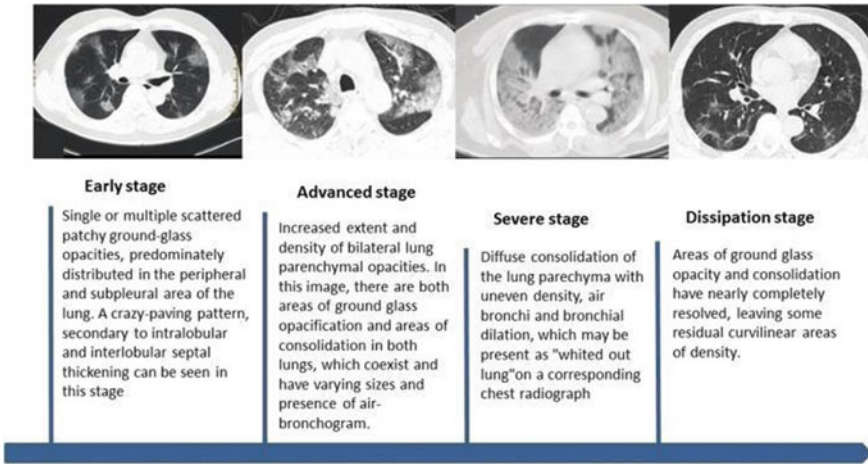 Early stage
Single or multiple scattered
patchy ground-glass
opacities, predominately
distributed in the peripheral
and subpleural area of the
lung. A crazy-paving pattern,
secondary to intralobular
and interlobular septal
thickening can be seen in
this stage
Advanced stage
Increased extent and
density of bilateral lung
parenchymal opacities. In
this image, there are both
areas of ground glass
opacification and areas of
consolidation in both
lungs, which coexist and
have varying sizes and
presence of air-
bronchogram.
Severe stage
Diffuse consolidation of
the lung parechyma with
uneven density, air
bronchi and bronchial
dilation, which may be
present as "whited out
lung"on a corresponding
chest radiograph
Dissipation stage
Areas of ground glass
opacity and consolidation
have nearly completely
resolved, leaving some
residual curvilinear areas
of density.